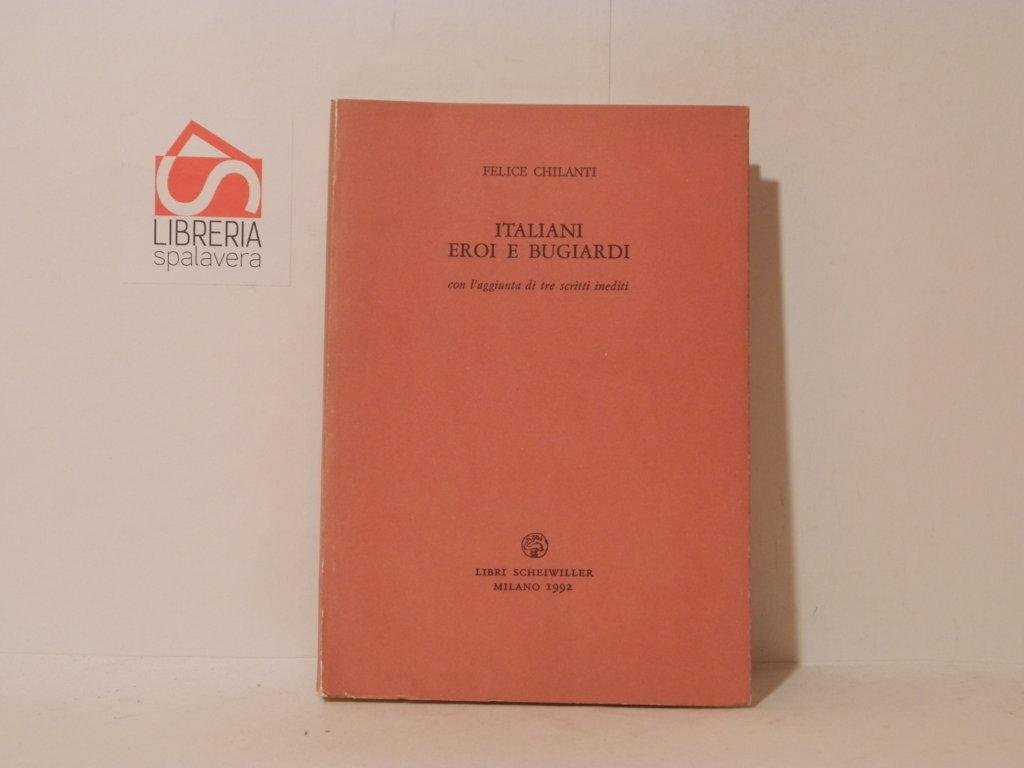 LIBRERIA
spalavera
FELICE CHILANTI
ITALIANI
EROI E BUGIARDI
con l'aggiunta di tre scritti inediti
LIBRI SCHEIWILLER
MILANO 1992